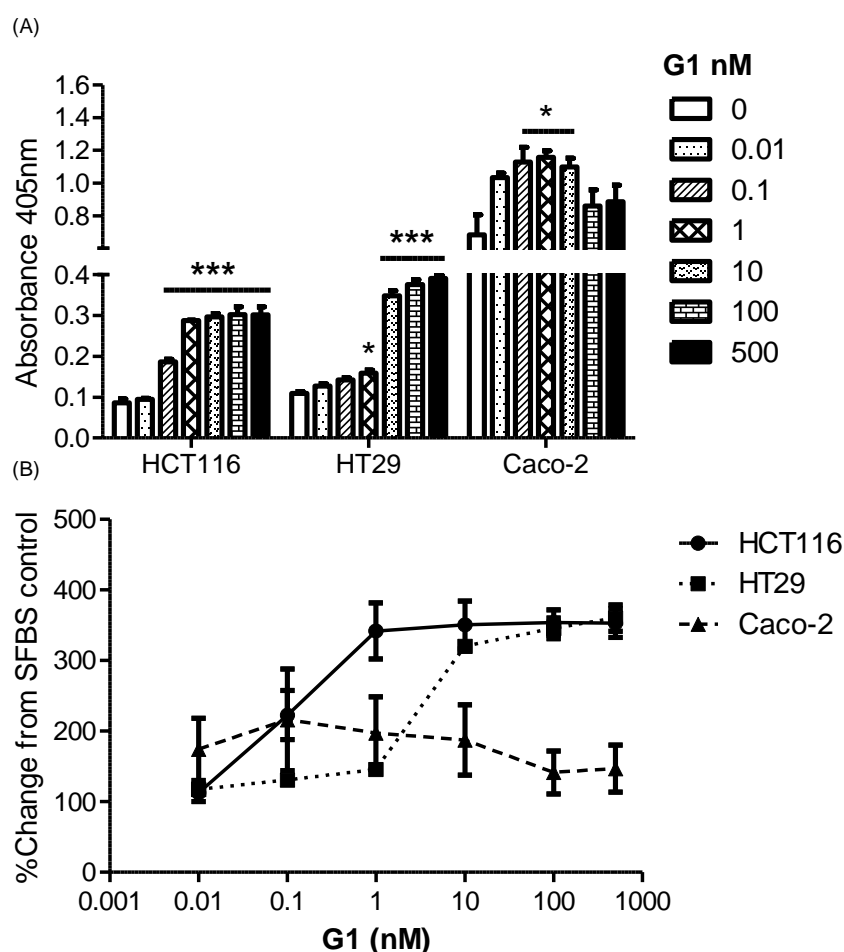 (A)
G1 nM
0
0.01
0.1
1
10
100
500
Absorbance 405nm
1.6
1.4
1.2
1.0
0.8
0.4
0.3
0.2
0.1
0.0
***
*
***
*
HCT116 HT29 Caco-2
(B)
%Change from SFBS control
500
400
300
200
100
0
0.001 0.01 0.1 1 10 100 1000
G1 (nM)
HCT116
HT29
Caco-2